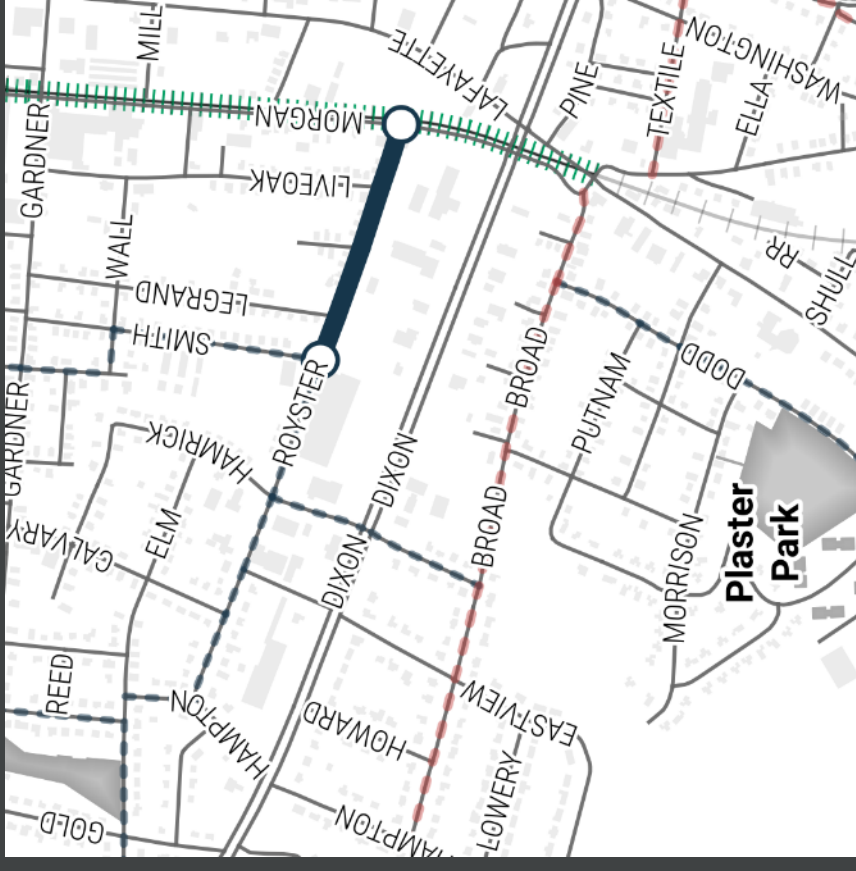 MILL
LAFAYETTE
WASHINGTON
PINE
TEXTILE
ELLA
MORGAN
GARDNER
LIVEOAK
WALL
RR
SHULL
LEGRAND
SMITH
BROAD
DODD
PUTNAM
ROYSTER
GARDNER
HAMRICK
DIXON
Plaster
Park
BROAD
CALVARY
ELM
DIXON
MORRISON
REED
HAMPTON
EASTVIEW
HOWARD
LOWERY
HAMPTON
GOLD